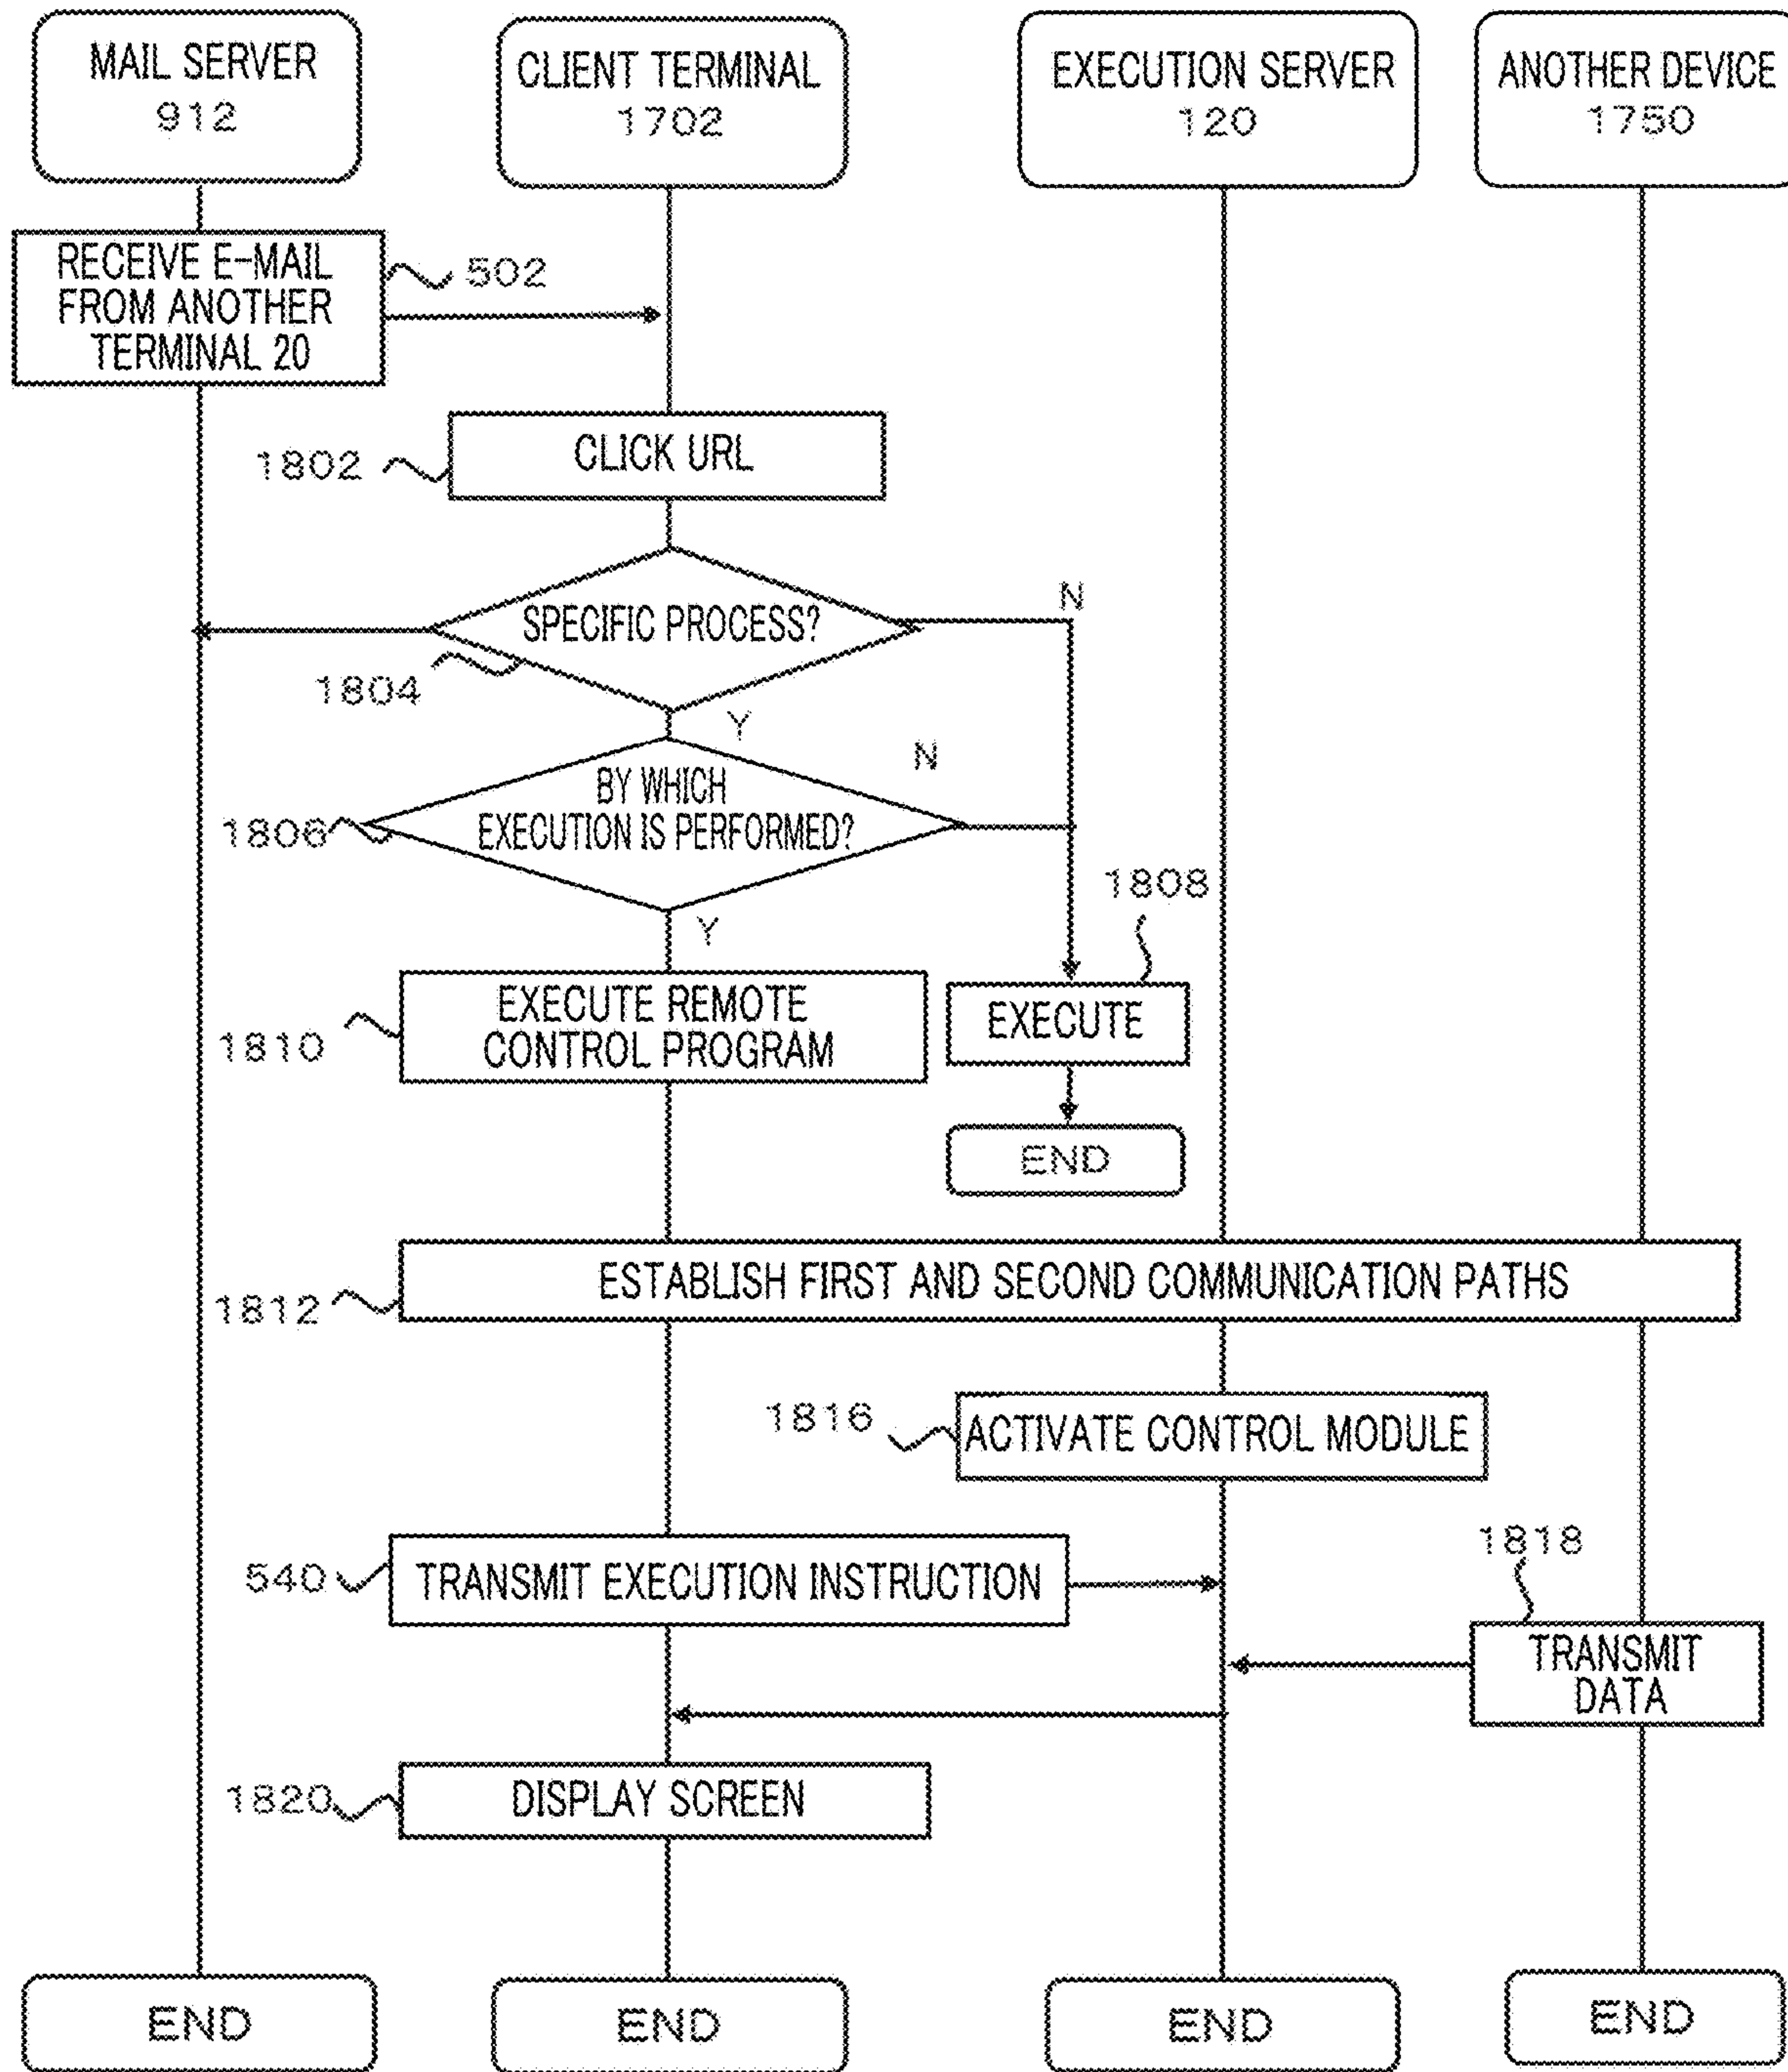 MAIL SERVER
912
CLIENT TERMINAL
1702
EXECUTION SERVER
120
ANOTHER DEVICE
1750
RECEIVE E-MAIL
FROM ANOTHER
TERMINAL 20
502
CLICK URL
1802
SPECIFIC PROCESS?
N
1804
Y
BY WHICH
EXECUTION IS PERFORMED?
N
1806
Y
1808
EXECUTE REMOTE
CONTROL PROGRAM
1810
EXECUTE
END
ESTABLISH FIRST AND SECOND COMMUNICATION PATHS
1812
1816
ACTIVATE CONTROL MODULE
540
TRANSMIT EXECUTION INSTRUCTION
1818
TRANSMIT
DATA
1820
DISPLAY SCREEN
END
END
END
END